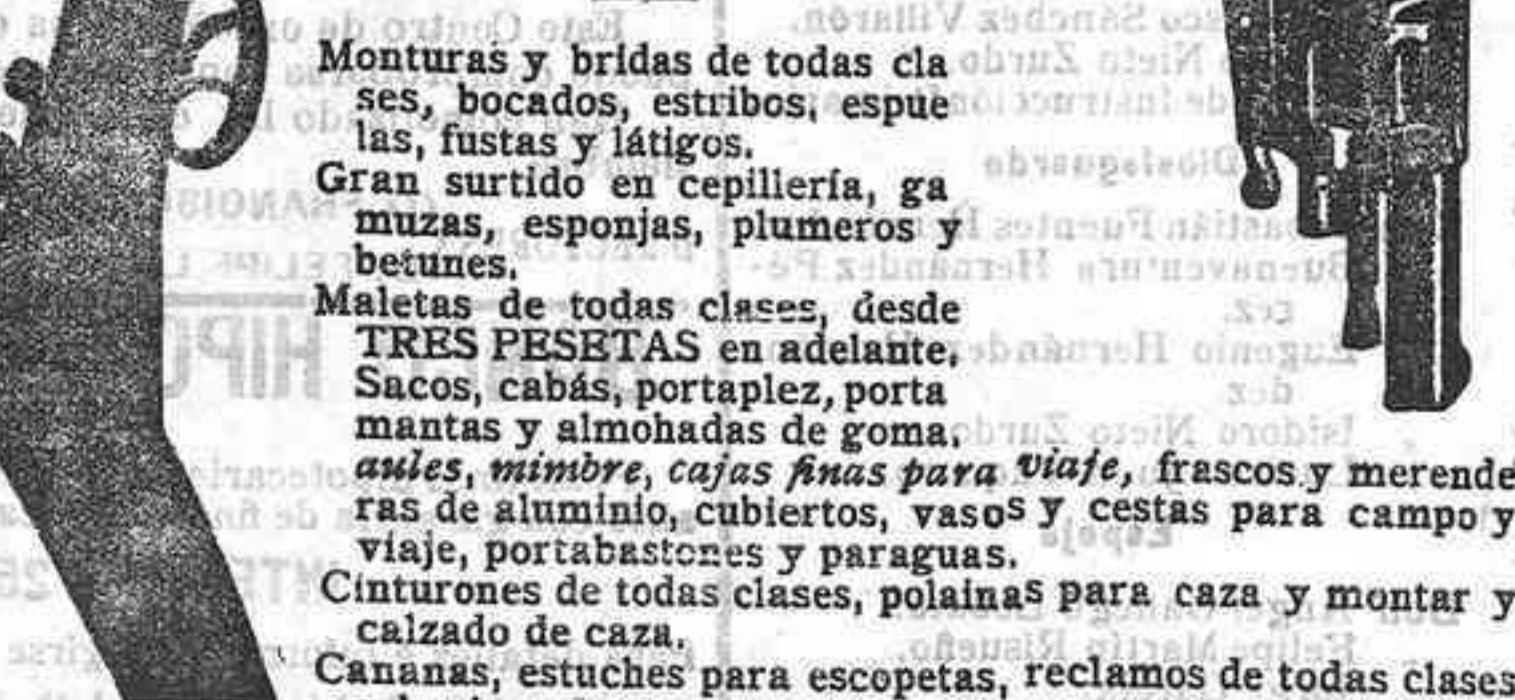 Monturas y bridas de todas cla
ses, bocados, estribos, espue
las, fustas y látigos.
Gran surtido en cepillería, ga
muzas, esponjas, plumeros y
betunes.
Maletas de todas clases, desde
TRES PESETAS en adelante.
Sacos, cabás, portaplez, porta
mantas y almohadas de goma.
aules, mimbre, cajas finas para viaje, frascos y merende
ras de aluminio, cubiertos, vasos y cestas para campo y
viaje, portabastones y paraguas.
Cinturones de todas clases, polainas para caza y montar y
calzado de caza.
Cananas, estuches para escopetas, reclamos de todas clases